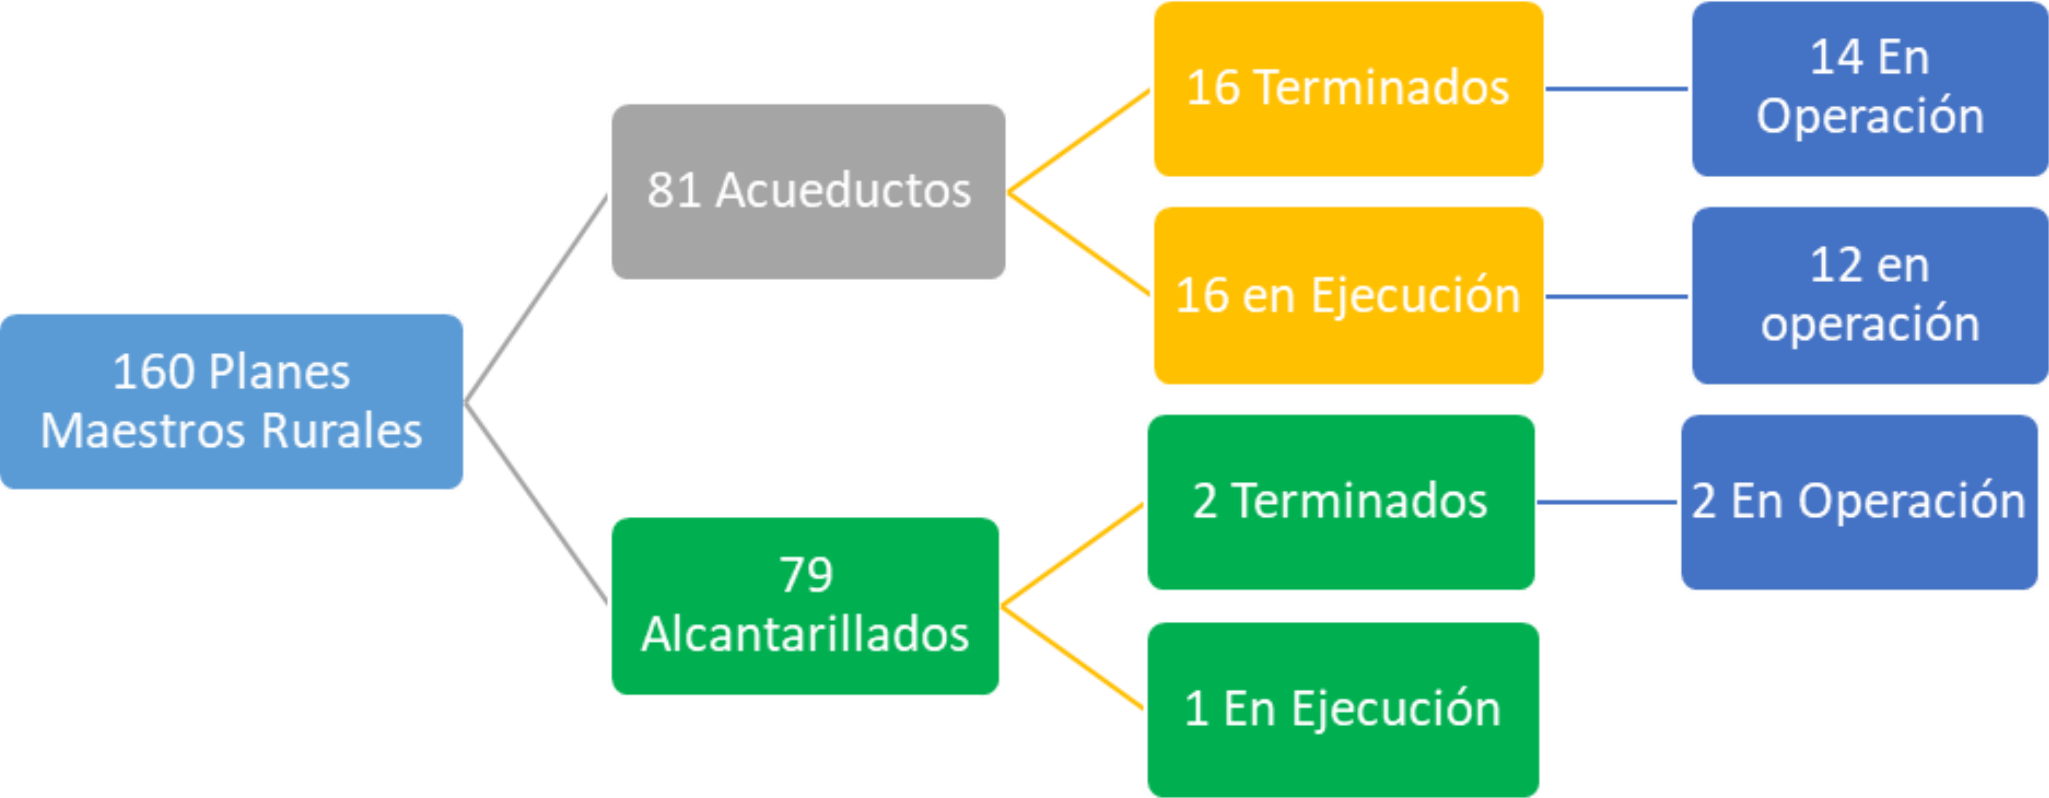 160 Planes
Maestros Rurales
81 Acueductos
16 Terminados
14 En
Operación
16 en Ejecución
12 en
operación
79
Alcantarillados
2 Terminados
2 En Operación
1 En Ejecución